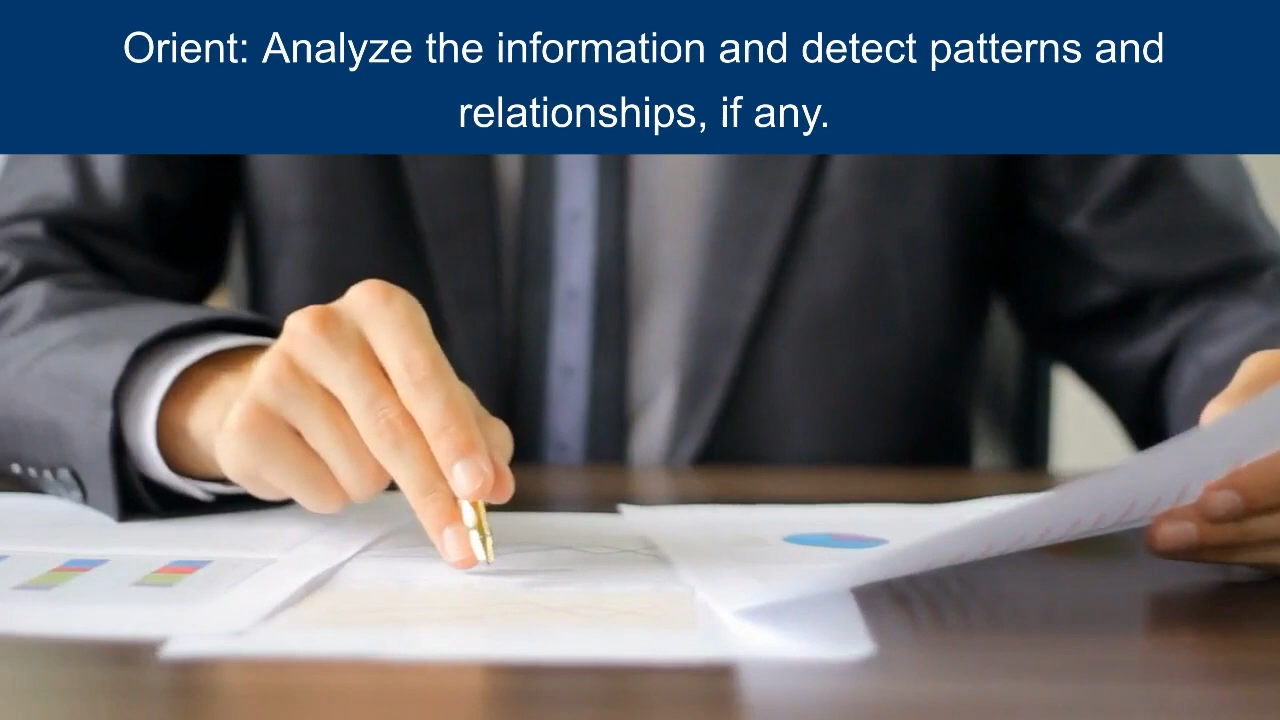 Orient: Analyze the information and detect patterns and
relationships, if any.